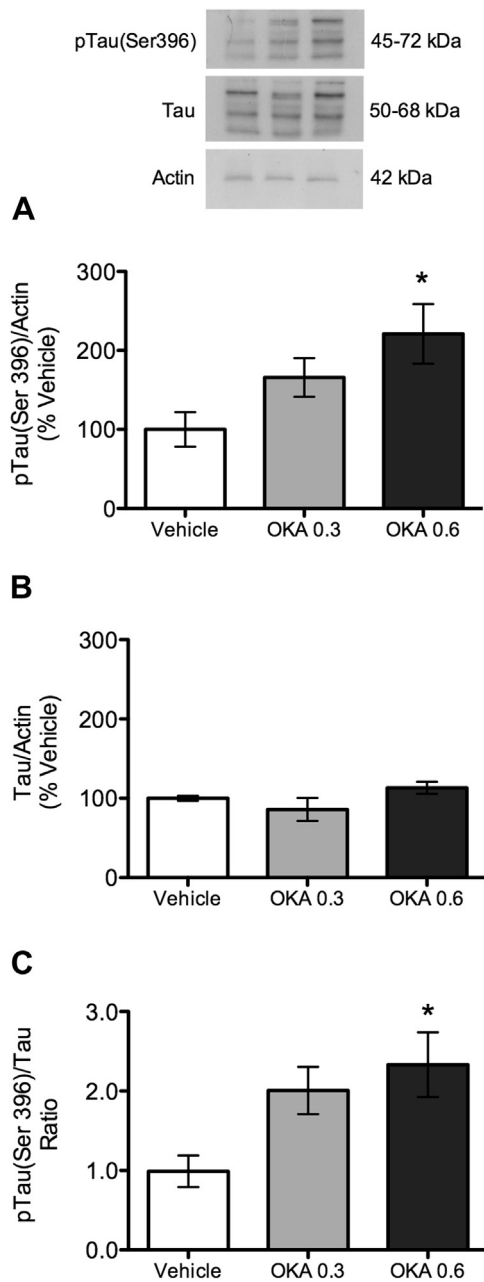 pTau(Ser396) 45-72 kDa
Tau 50-68 kDa
Actin 42 kDa
A
pTau(Ser 396)/Actin
(% Vehicle)
300
200
100
0
*
Vehicle OKA 0.3 OKA 0.6
B
Tau/Actin
(% Vehicle)
300
200
100
0
Vehicle OKA 0.3 OKA 0.6
C
pTau(Ser 396)/Tau
Ratio
3.0
2.0
1.0
0.0
*
Vehicle OKA 0.3 OKA 0.6